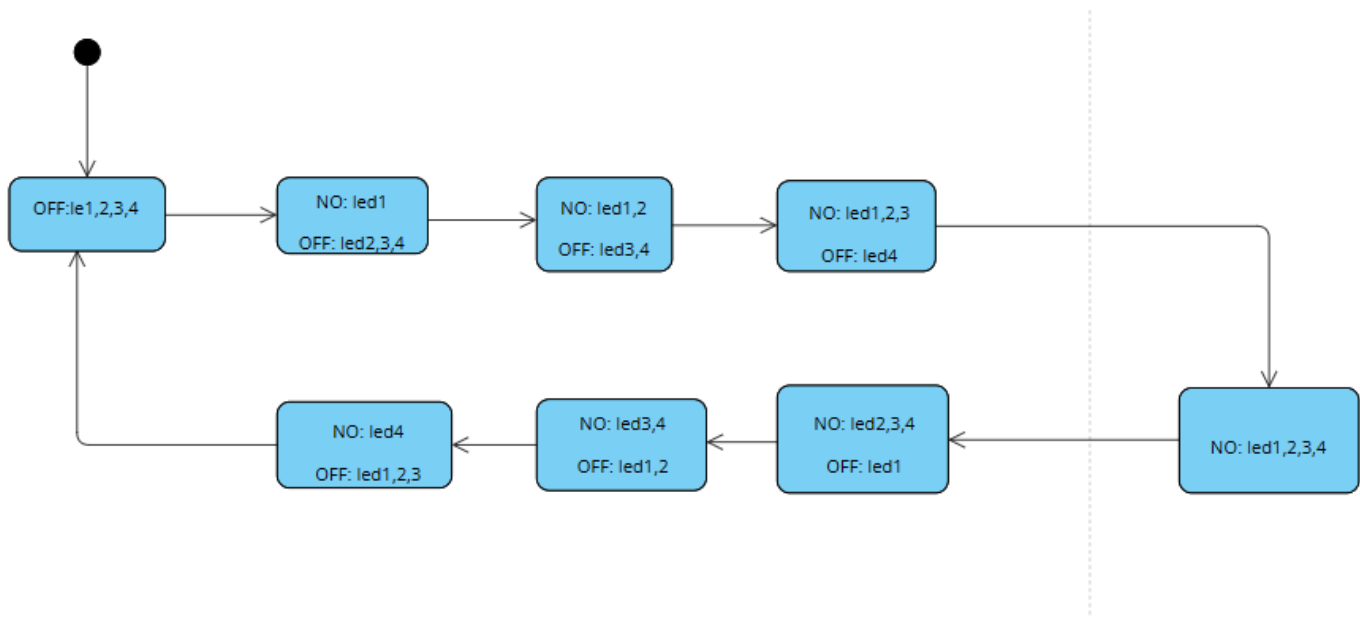 OFF:le1,2,3,4
NO: led1
OFF: led2,3,4
NO: led1,2
OFF: led3,4
NO: led1,2,3
OFF: led4
NO: led1,2,3,4
NO: led2,3,4
OFF: led1
NO: led3,4
OFF: led1,2
NO: led4
OFF: led1,2,3